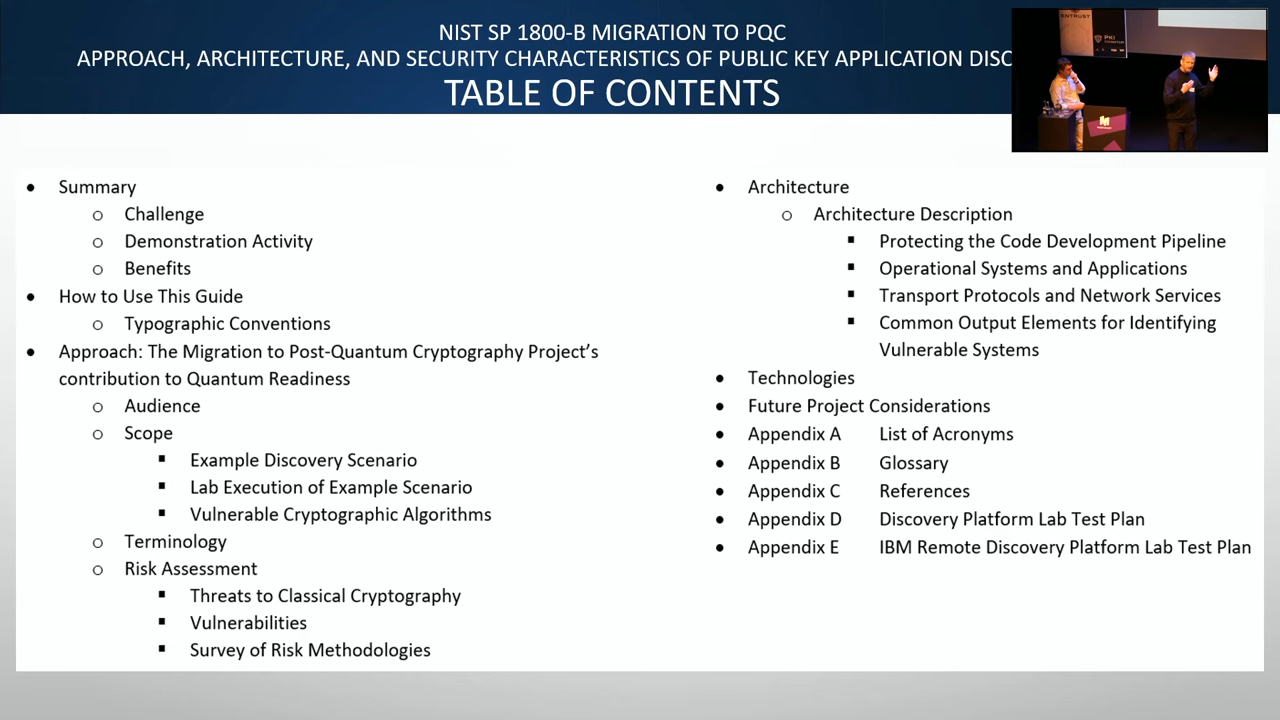 NIST SP 1800-B MIGRATION TO PQC
APPROACH, ARCHITECTURE, AND SECURITY CHARACTERISTICS OF PUBLIC KEY APPLICATION DISC
TABLE OF CONTENTS
ENTRUST
PKI
• Summary
o Challenge
o Demonstration Activity
o Benefits
• How to Use This Guide
o Typographic Conventions
• Approach: The Migration to Post-Quantum Cryptography Project's
contribution to Quantum Readiness
o Audience
o Scope
▪ Example Discovery Scenario
▪ Lab Execution of Example Scenario
▪ Vulnerable Cryptographic Algorithms
o Terminology
o Risk Assessment
▪ Threats to Classical Cryptography
▪ Vulnerabilities
▪ Survey of Risk Methodologies
• Architecture
o Architecture Description
▪ Protecting the Code Development Pipeline
▪ Operational Systems and Applications
▪ Transport Protocols and Network Services
▪ Common Output Elements for Identifying
Vulnerable Systems
• Technologies
• Future Project Considerations
• Appendix A List of Acronyms
• Appendix B Glossary
• Appendix C References
• Appendix D Discovery Platform Lab Test Plan
• Appendix E IBM Remote Discovery Platform Lab Test Plan